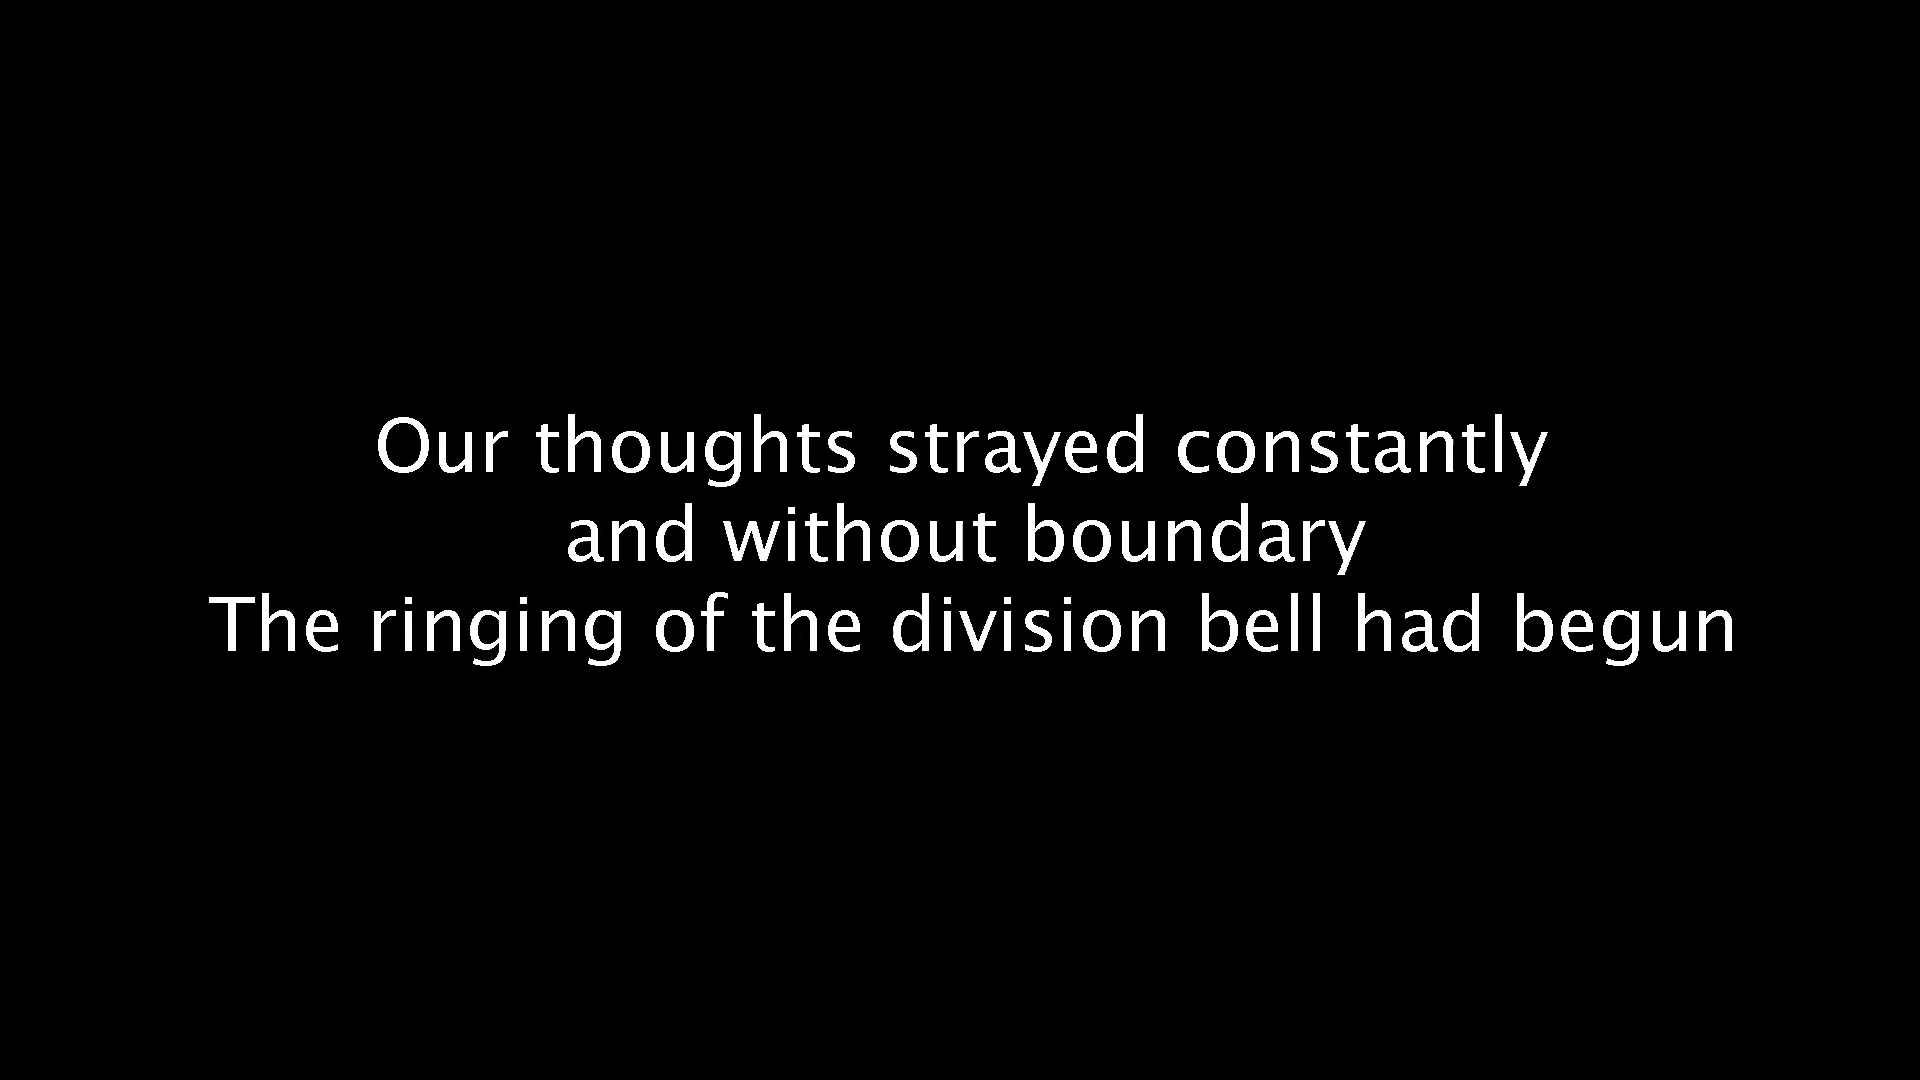 Our thoughts strayed constantly
and without boundary
The ringing of the division bell had begun